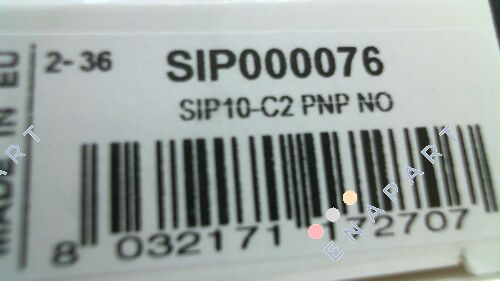 MADE IN EU
2-36
SIP000076
SIP10-C2 PNP NO
8 032171 172707
ENAPART